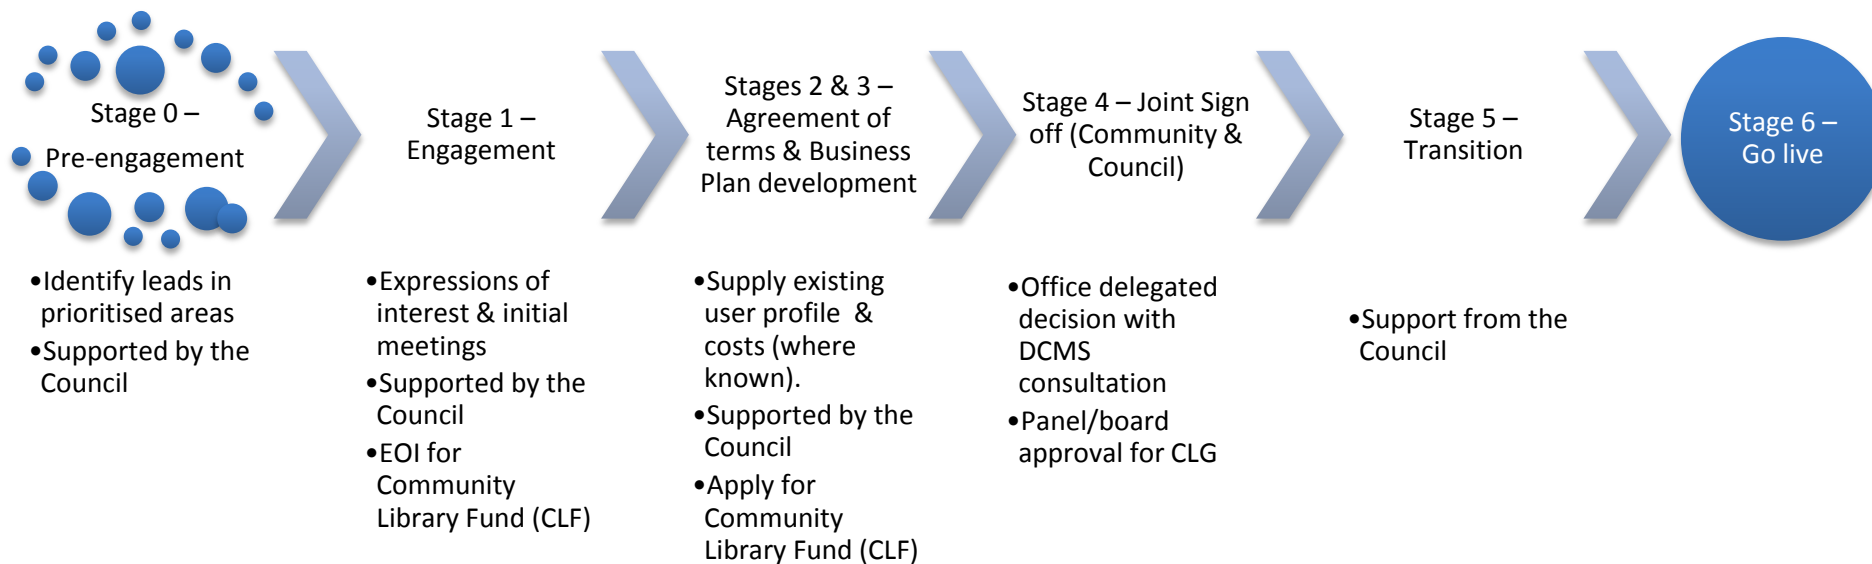 Stage 0 –
Pre-engagement
•Identify leads in
prioritised areas
•Supported by the
Council
Stage 1 –
Engagement
•Expressions of
interest & initial
meetings
•Supported by the
Council
•EOI for
Community
Library Fund (CLF)
Stages 2 & 3 –
Agreement of
terms & Business
Plan development
•Supply existing
user profile  &
costs (where
known).
•Supported by the
Council
•Apply for
Community
Library Fund (CLF)
Stage 4 – Joint Sign
off (Community &
Council)
•Office delegated
decision with
DCMS
consultation
•Panel/board
approval for CLG
Stage 5 –
Transition
•Support from the
Council
Stage 6 –
Go live